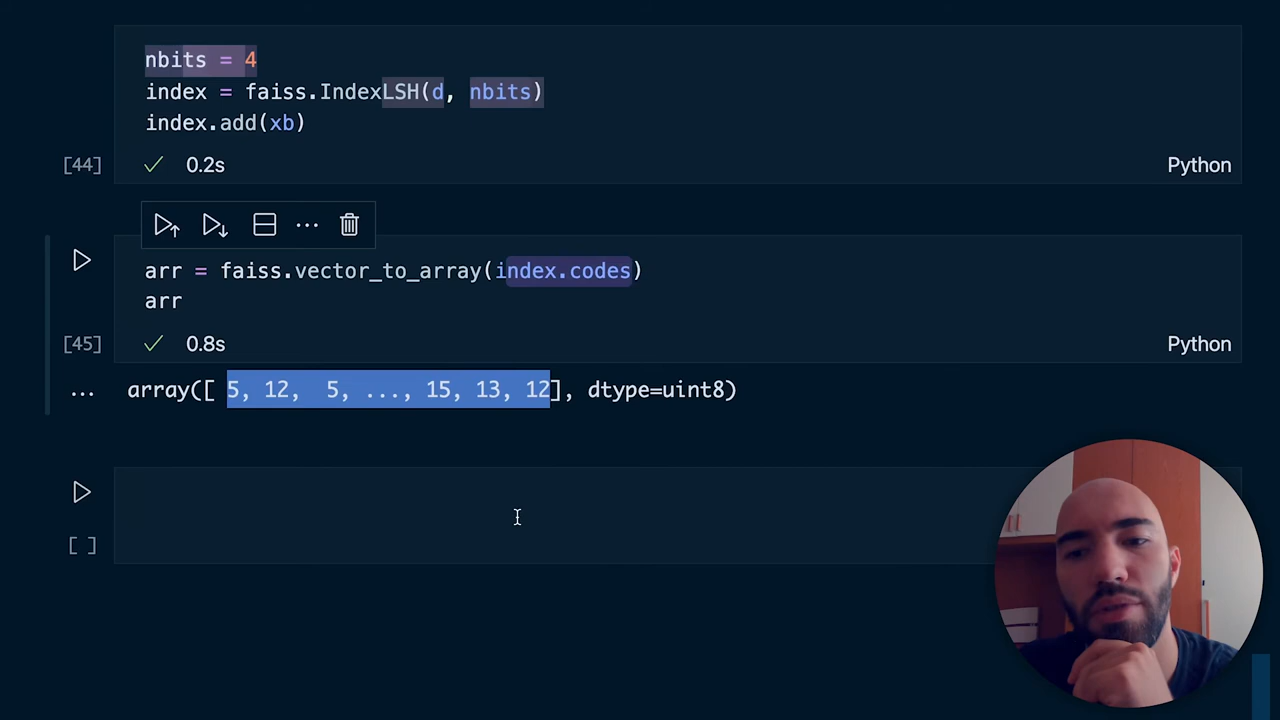 nbits = 4
index = faiss.IndexLSH(d, nbits)
index.add(xb)
[44]
0.2s
Python
arr = faiss.vector_to_array(index.codes)
arr
[45]
0.8s
Python
... array([ 5, 12,  5, ..., 15, 13, 12], dtype=uint8)
[ ]